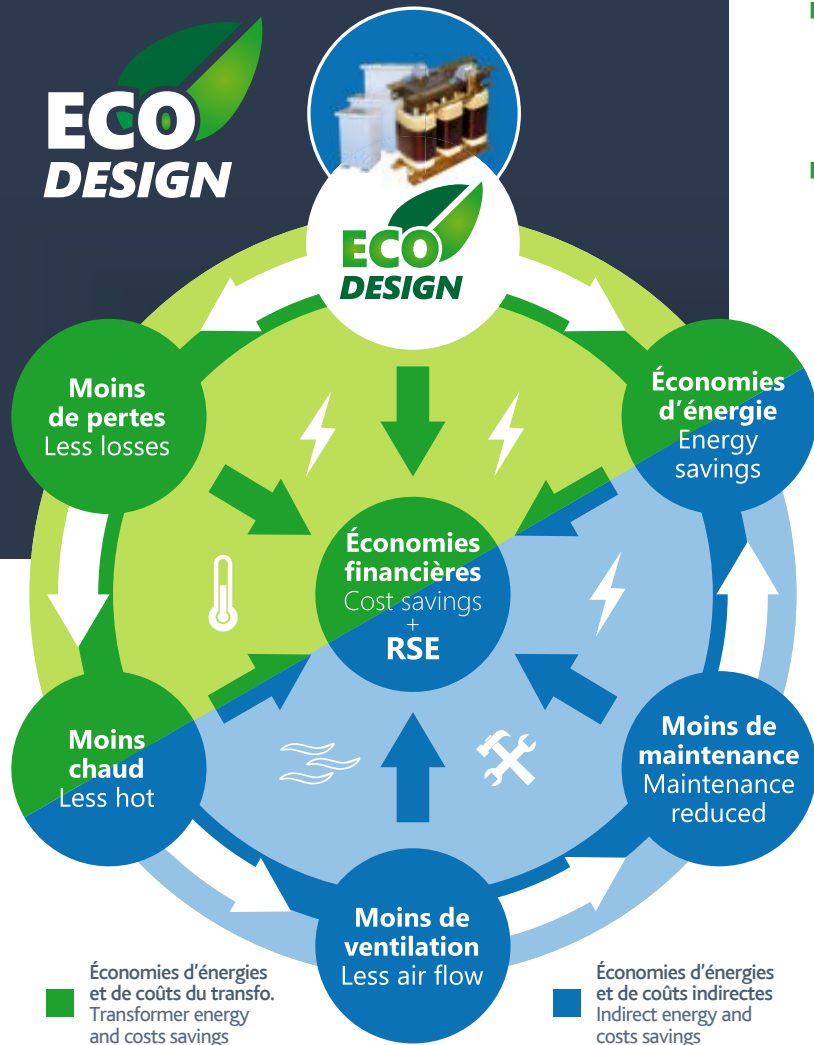 ECO
DESIGN
ECO
DESIGN
Moins
de pertes
Less losses
Économies
d'énergie
Energy
savings
Économies
financières
Cost savings
+
RSE
Moins
chaud
Less hot
Moins de
maintenance
Maintenance
reduced
Moins de
ventilation
Less air flow
Économies d'énergies
et de coûts du transfo.
Transformer energy
and costs savings
Économies d'énergies
et de coûts indirectes
Indirect energy and
costs savings